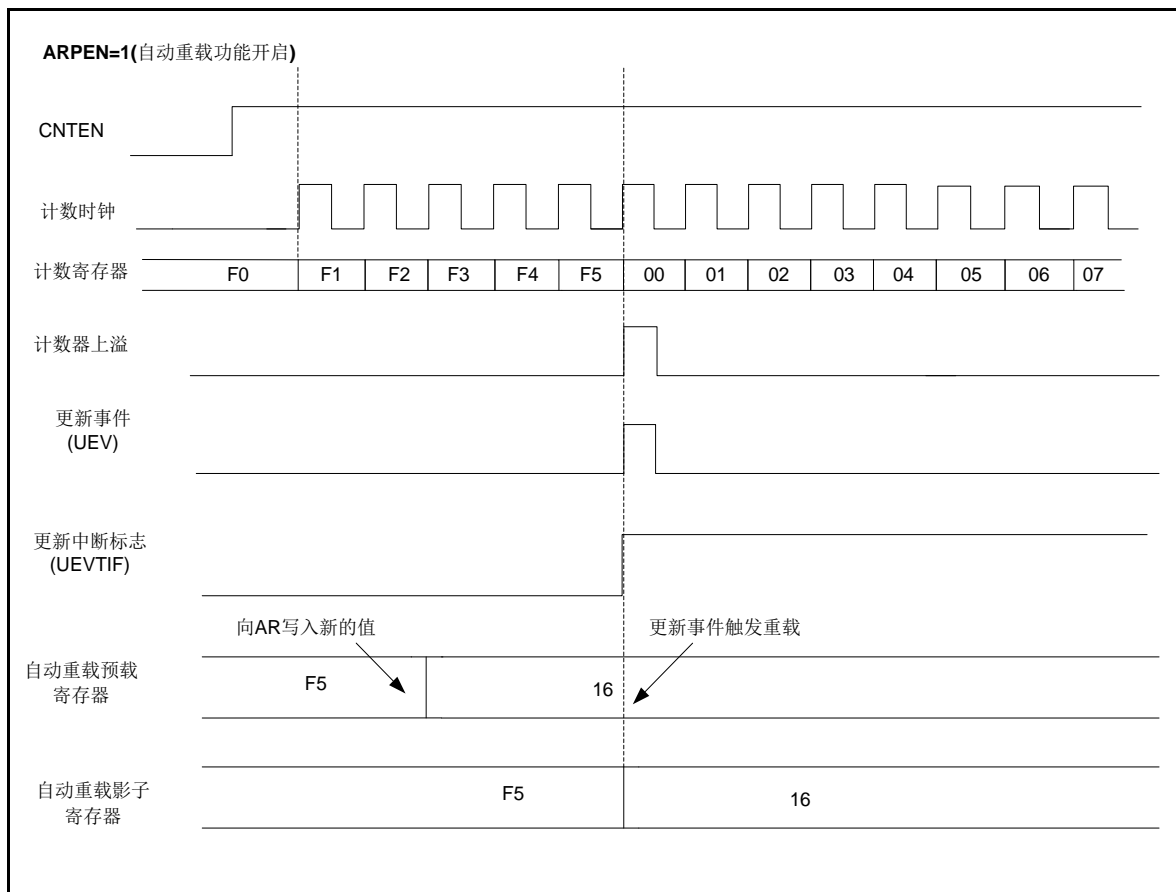 ARPEN=1(自动重载功能开启)
CNTEN
计数时钟
计数寄存器
F0 F1 F2 F3 F4 F5 00 01 02 03 04 05 06 07
计数器上溢
更新事件
(UEV)
更新中断标志
(UEVTIF)
向AR写入新的值
更新事件触发重载
自动重载预载
寄存器
F5
16
自动重载影子
寄存器
F5
16